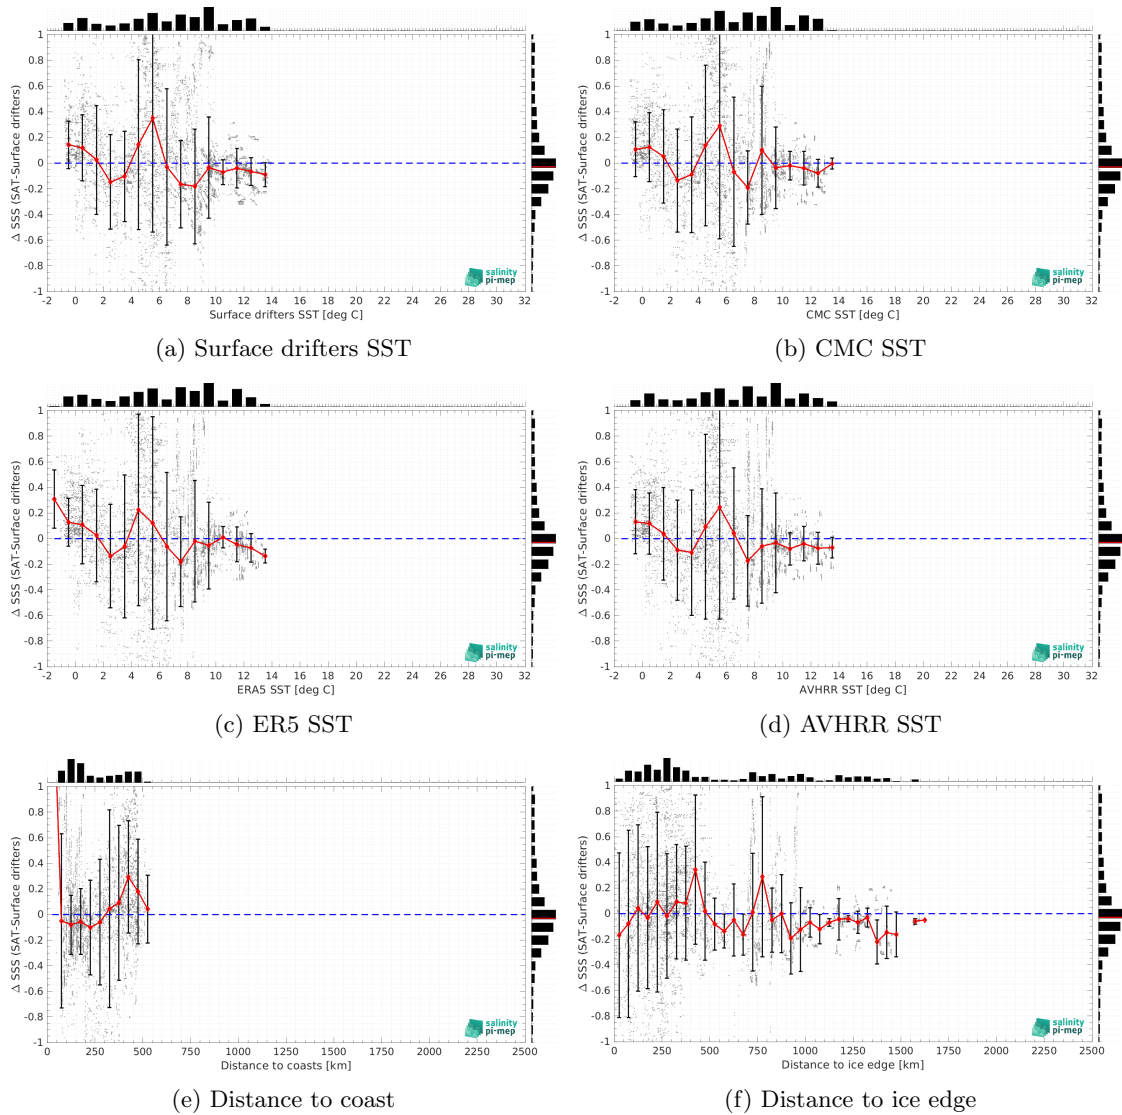 1
0.8
0.6
0.4
0.2
0
-0.2
-0.4
-0.6
-0.8
-1
Δ SSS (SAT-Surface drifters)
salinity
pi-mep
-2 0 2 4 6 8 10 12 14 16 18 20 22 24 26 28 30 32
Surface drifters SST [deg C]
(a) Surface drifters SST
1
0.8
0.6
0.4
0.2
0
-0.2
-0.4
-0.6
-0.8
-1
Δ SSS (SAT-Surface drifters)
salinity
pi-mep
-2 0 2 4 6 8 10 12 14 16 18 20 22 24 26 28 30 32
CMC SST [deg C]
(b) CMC SST
1
0.8
0.6
0.4
0.2
0
-0.2
-0.4
-0.6
-0.8
-1
Δ SSS (SAT-Surface drifters)
salinity
pi-mep
-2 0 2 4 6 8 10 12 14 16 18 20 22 24 26 28 30 32
ERA5 SST [deg C]
(c) ER5 SST
1
0.8
0.6
0.4
0.2
0
-0.2
-0.4
-0.6
-0.8
-1
Δ SSS (SAT-Surface drifters)
salinity
pi-mep
-2 0 2 4 6 8 10 12 14 16 18 20 22 24 26 28 30 32
AVHRR SST [deg C]
(d) AVHRR SST
1
0.8
0.6
0.4
0.2
0
-0.2
-0.4
-0.6
-0.8
-1
Δ SSS (SAT-Surface drifters)
salinity
pi-mep
0 250 500 750 1000 1250 1500 1750 2000 2250 2500
Distance to coasts [km]
(e) Distance to coast
1
0.8
0.6
0.4
0.2
0
-0.2
-0.4
-0.6
-0.8
-1
Δ SSS (SAT-Surface drifters)
salinity
pi-mep
0 250 500 750 1000 1250 1500 1750 2000 2250 2500
Distance to ice edge [km]
(f) Distance to ice edge